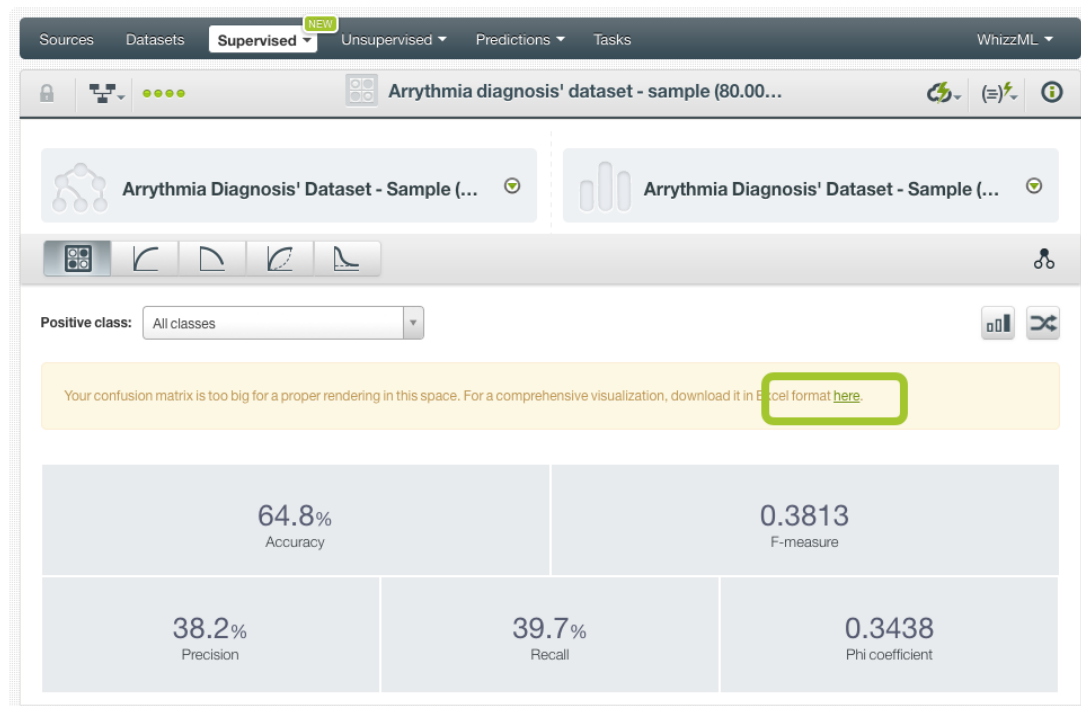 NEW
Sources Datasets Supervised Unsupervised Predictions Tasks WhizzML
Arrythmia diagnosis' dataset - sample (80.00...
Arrythmia Diagnosis' Dataset - Sample (... Arrythmia Diagnosis' Dataset - Sample (...
Positive class: All classes
Your confusion matrix is too big for a proper rendering in this space. For a comprehensive visualization, download it in Excel format here.
64.8% 0.3813
Accuracy F-measure
38.2% 39.7% 0.3438
Precision Recall Phi coefficient